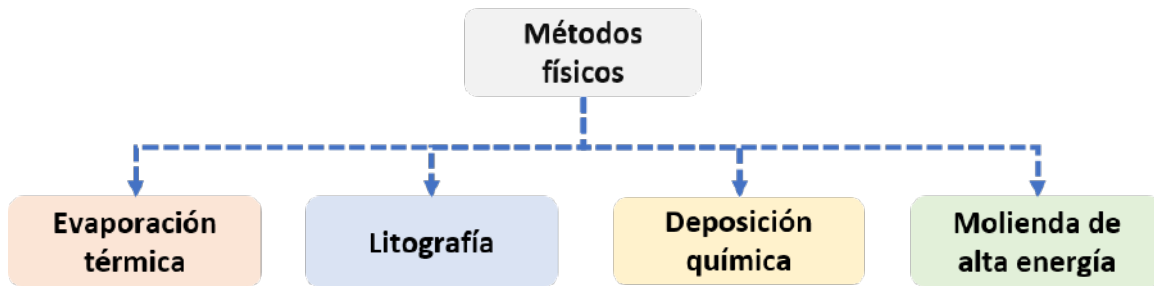 Métodos
físicos
Evaporación
térmica
Litografía
Deposición
química
Molienda de
alta energía